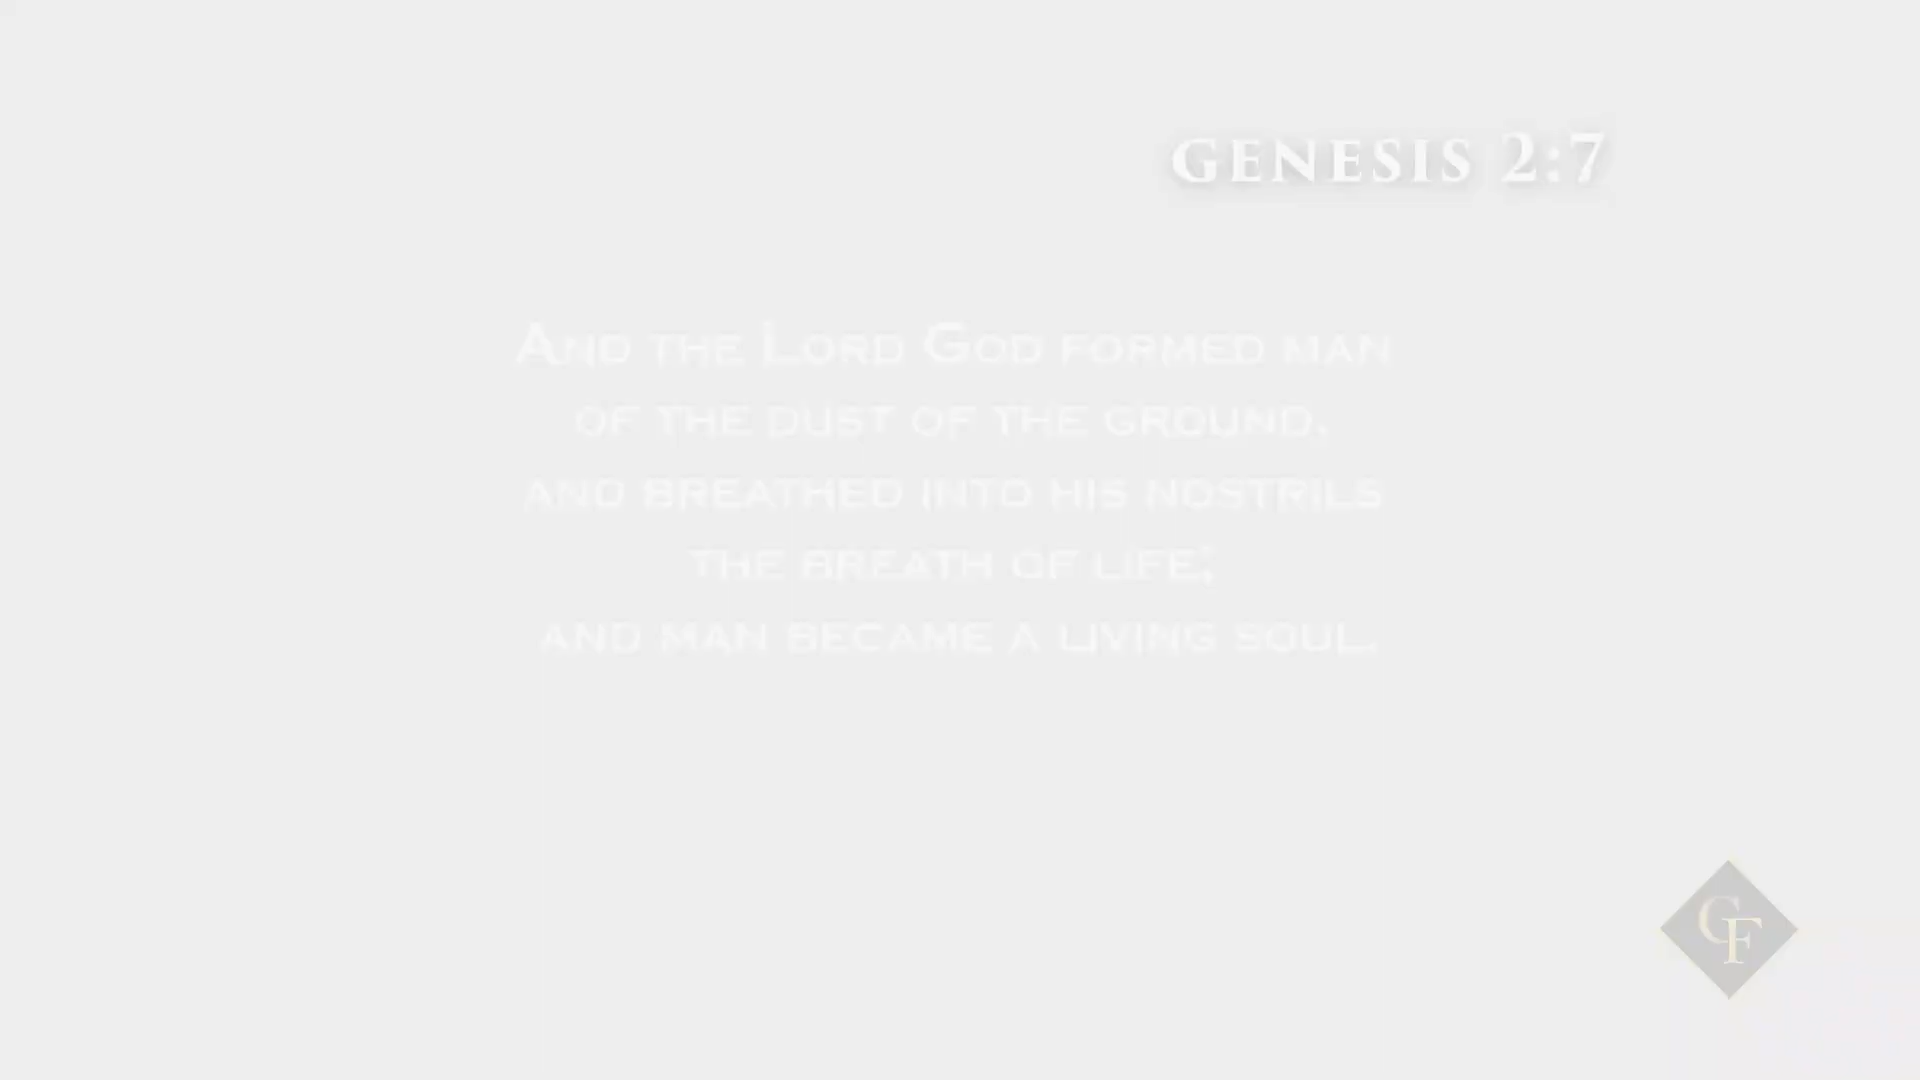 GENESIS 2:7
And the Lord God formed man
of the dust of the ground,
and breathed into his nostrils
the breath of life;
and man became a living soul.
GF